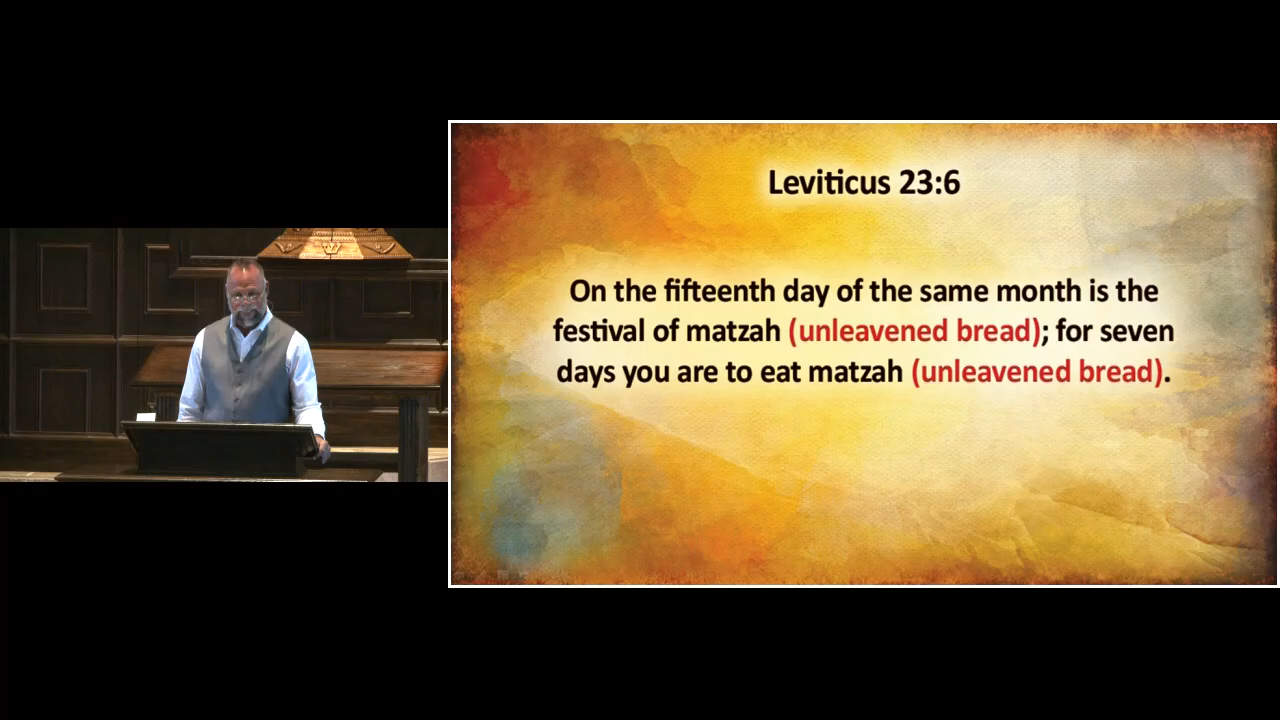 Leviticus 23:6
On the fifteenth day of the same month is the
festival of matzah (unleavened bread); for seven
days you are to eat matzah (unleavened bread).